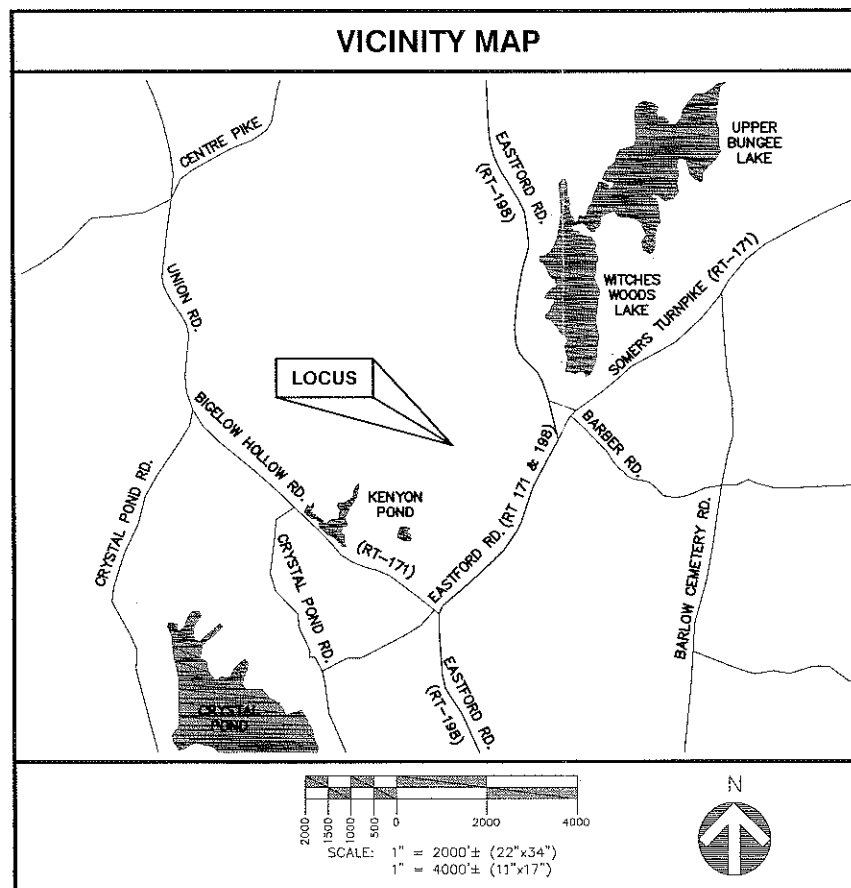 VICINITY MAP
CENTRE PIKE
EASTFORD RD.
(RT-198)
UPPER
BUNGEE
LAKE
UNION RD.
WITCHES
WOODS
LAKE
SOMERS TURNPIKE (RT-171)
LOCUS
BIGELOW HOLLOW RD.
(RT-171)
BARBER RD.
KENYON
POND
EASTFORD RD. (RT 171 & 198)
CRYSTAL POND RD.
CRYSTAL POND RD.
BARLOW CEMETERY RD.
EASTFORD RD.
(RT-198)
CRYSTAL
POND
2000
1500
1000
500
0
2000
4000
SCALE: 1" = 2000'± (22"x34")
1" = 4000'± (11"x17")
N